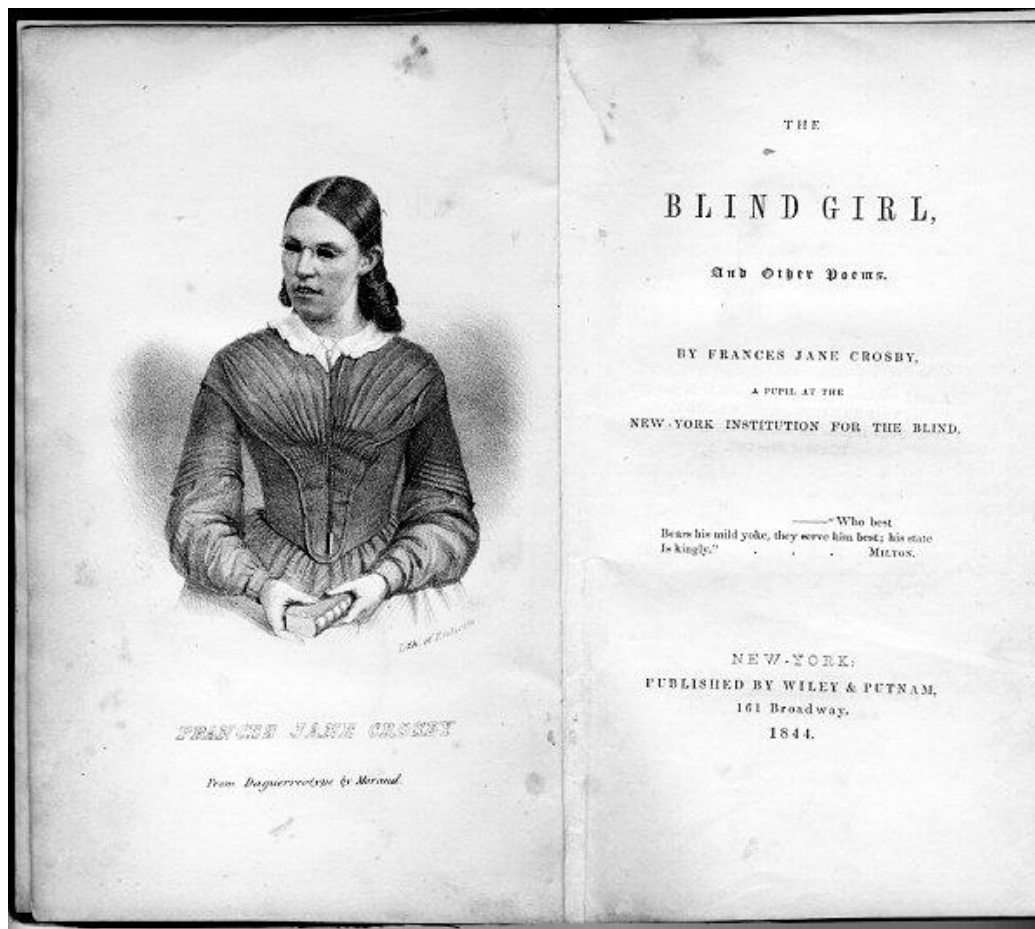 Lith. of
FRANCES JANE CROSBY
From Daguerreotype by Morand.
THE
BLIND GIRL,
And Other Poems.
BY FRANCES JANE CROSBY,
A PUPIL AT THE
NEW-YORK INSTITUTION FOR THE BLIND.
——"Who best
Bears his mild yoke, they serve him best; his state
Is kingly." . . . MILTON.
NEW-YORK:
PUBLISHED BY WILEY & PUTNAM,
161 Broadway.
1844.